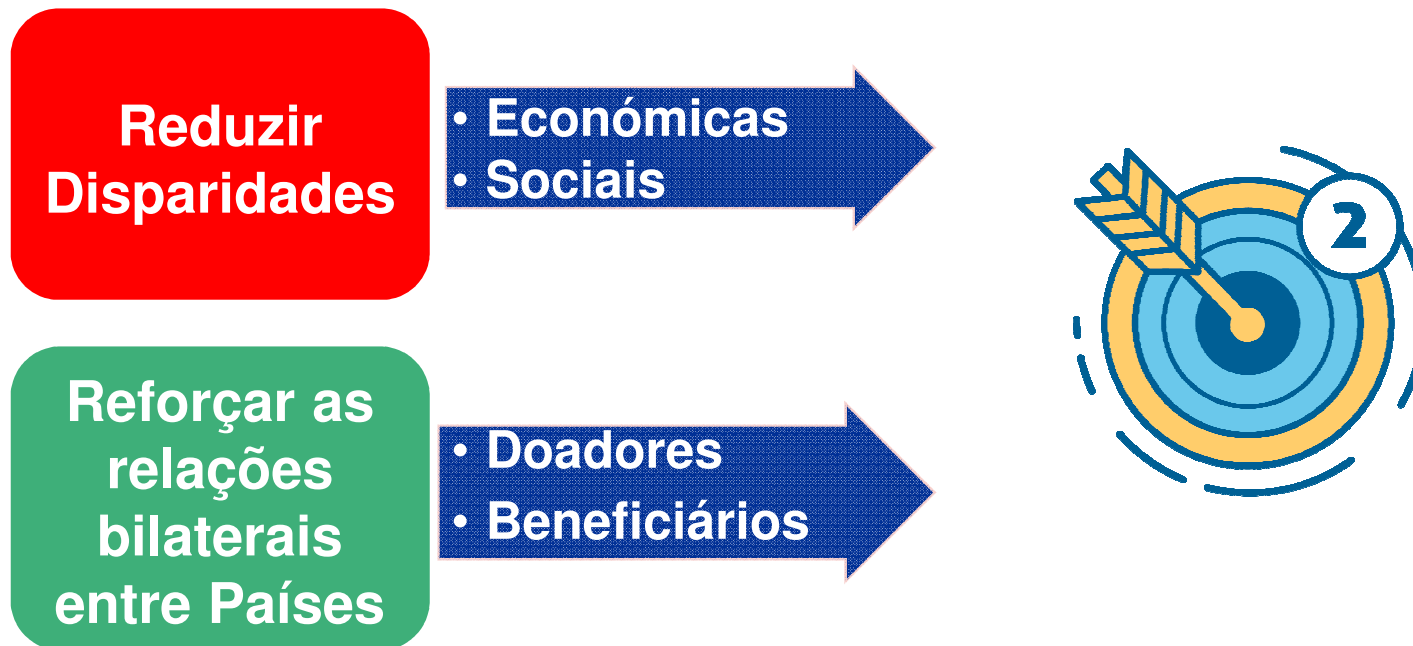 Reduzir
Disparidades
• Económicas
• Sociais
2
Reforçar as
relações
bilaterais
entre Países
• Doadores
• Beneficiários